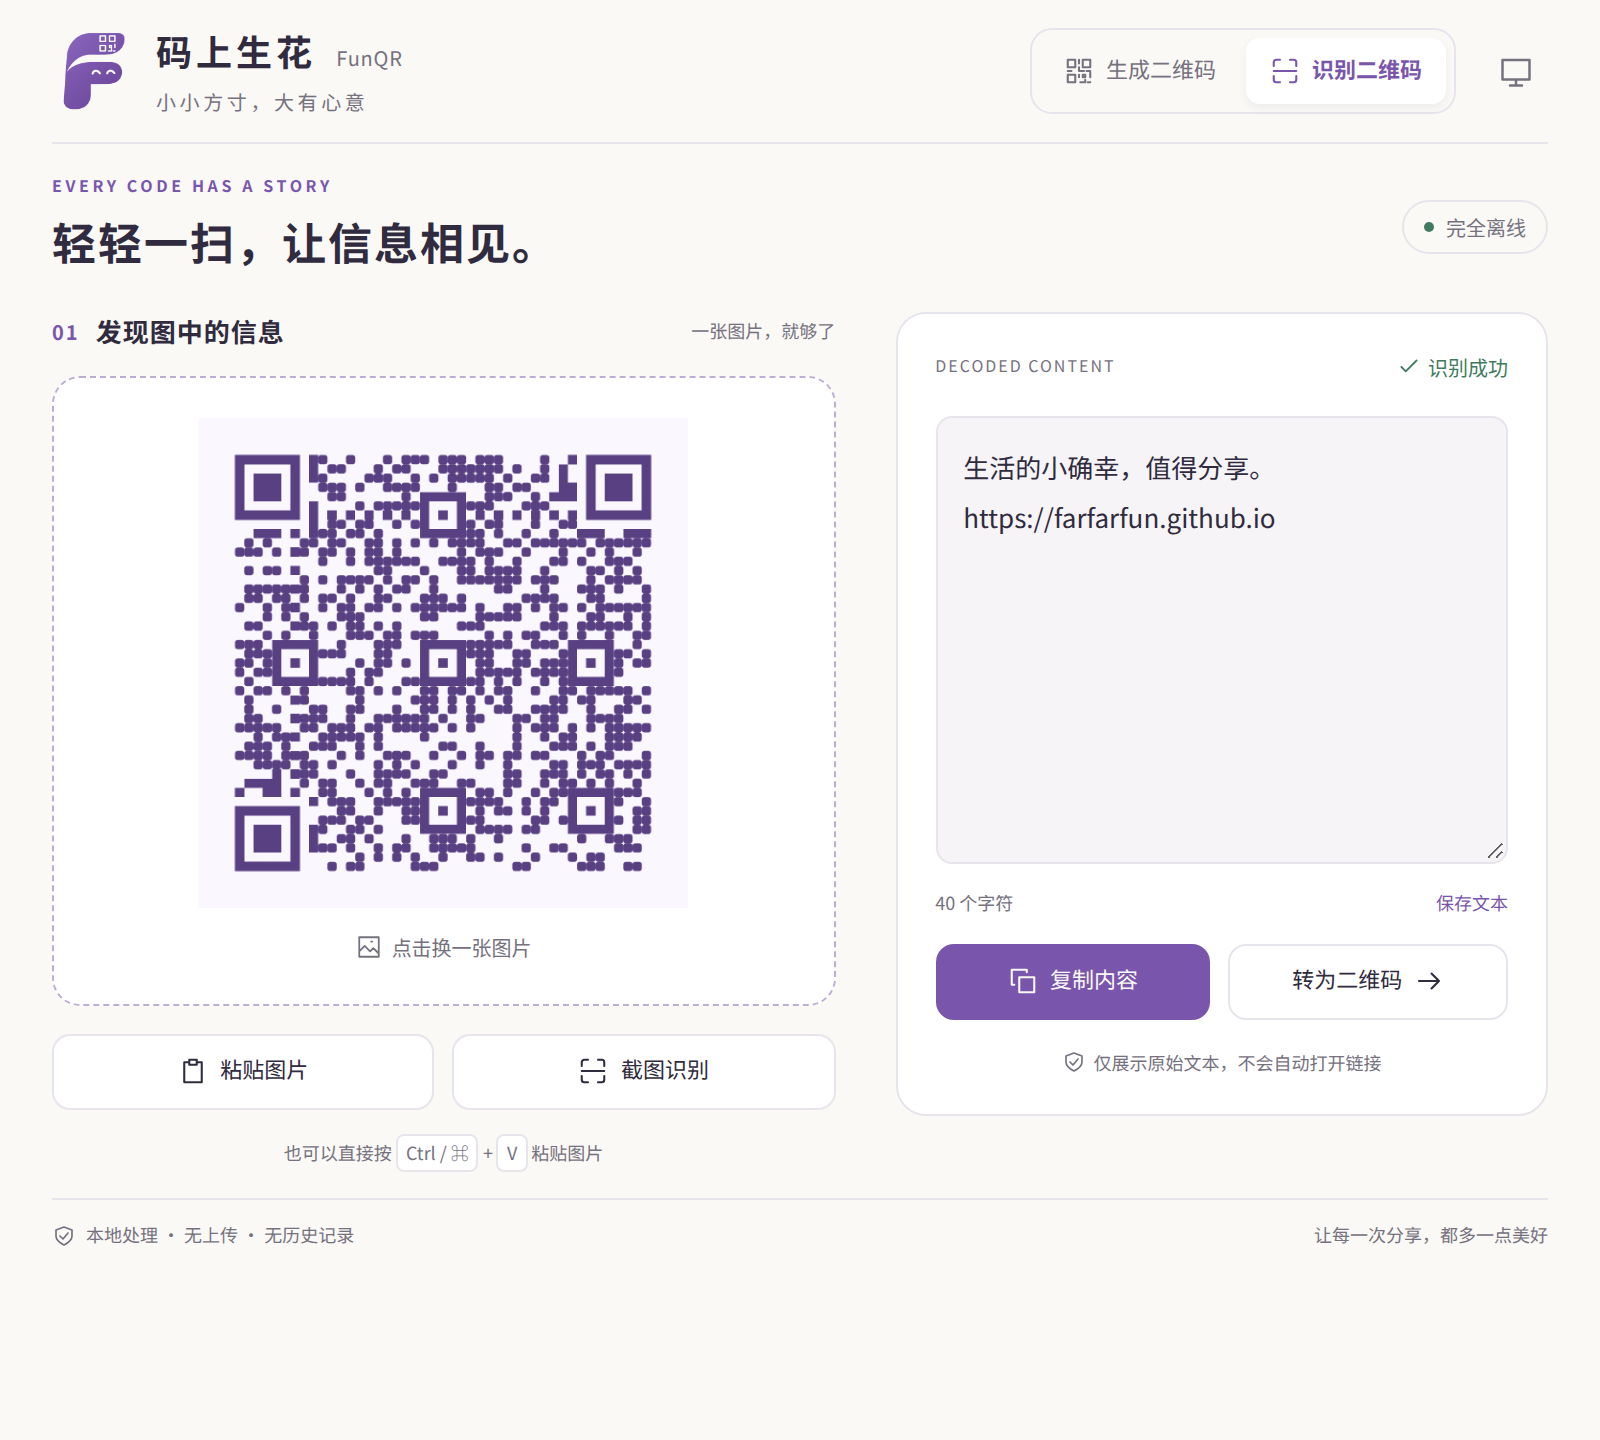 码上生花 FunQR
小小方寸，大有心意
生成二维码
识别二维码
EVERY CODE HAS A STORY
轻轻一扫，让信息相见。
完全离线
01 发现图中的信息
一张图片，就够了
点击换一张图片
粘贴图片
截图识别
也可以直接按 Ctrl / ⌘ + V 粘贴图片
DECODED CONTENT
识别成功
生活的小确幸，值得分享。
https://farfarfun.github.io
40 个字符
保存文本
复制内容
转为二维码
仅展示原始文本，不会自动打开链接
本地处理 · 无上传 · 无历史记录
让每一次分享，都多一点美好